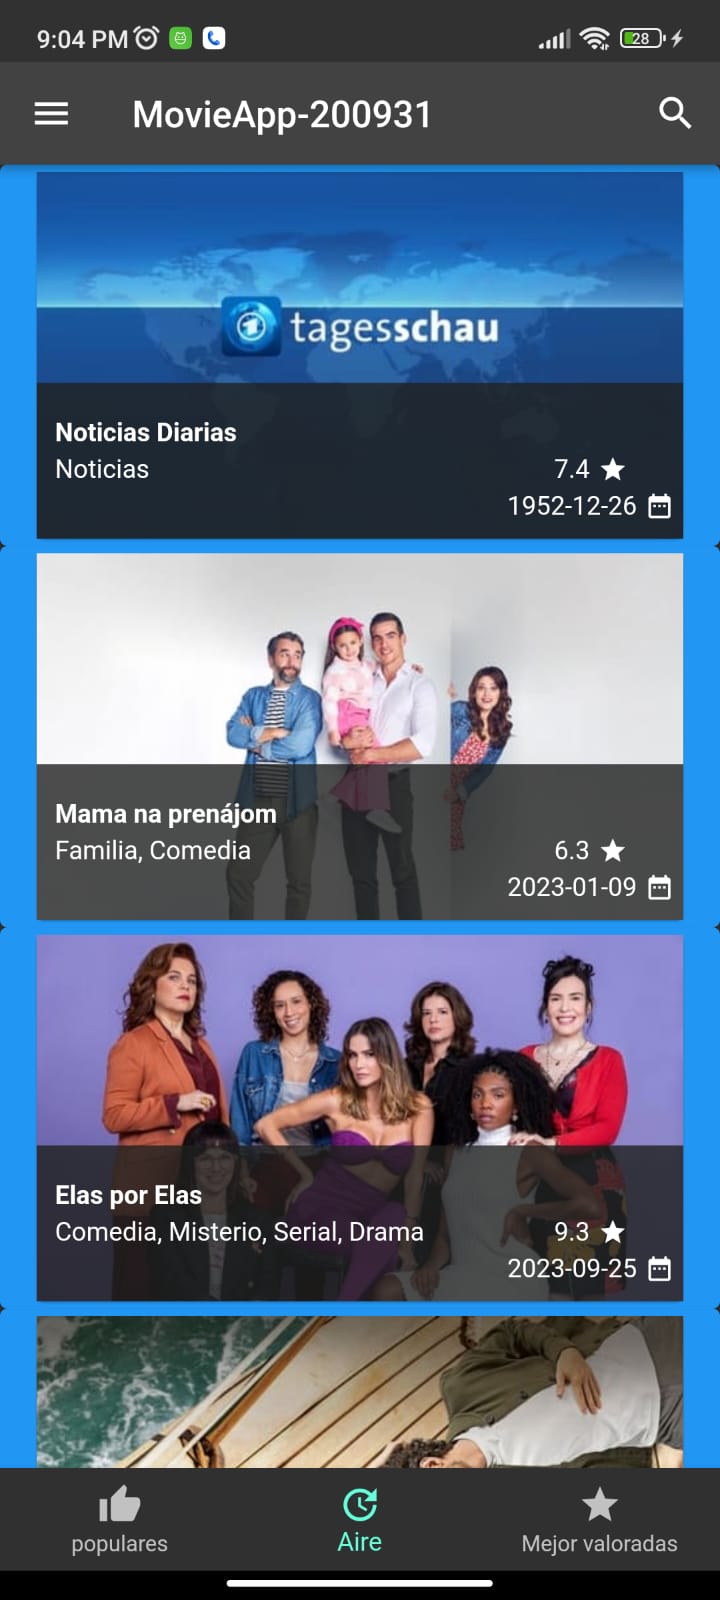 9:04 PM 28
MovieApp-200931
tagesschau
Noticias Diarias
Noticias
7.4
1952-12-26
Mama na prenájom
Familia, Comedia
6.3
2023-01-09
Elas por Elas
Comedia, Misterio, Serial, Drama
9.3
2023-09-25
populares
Aire
Mejor valoradas